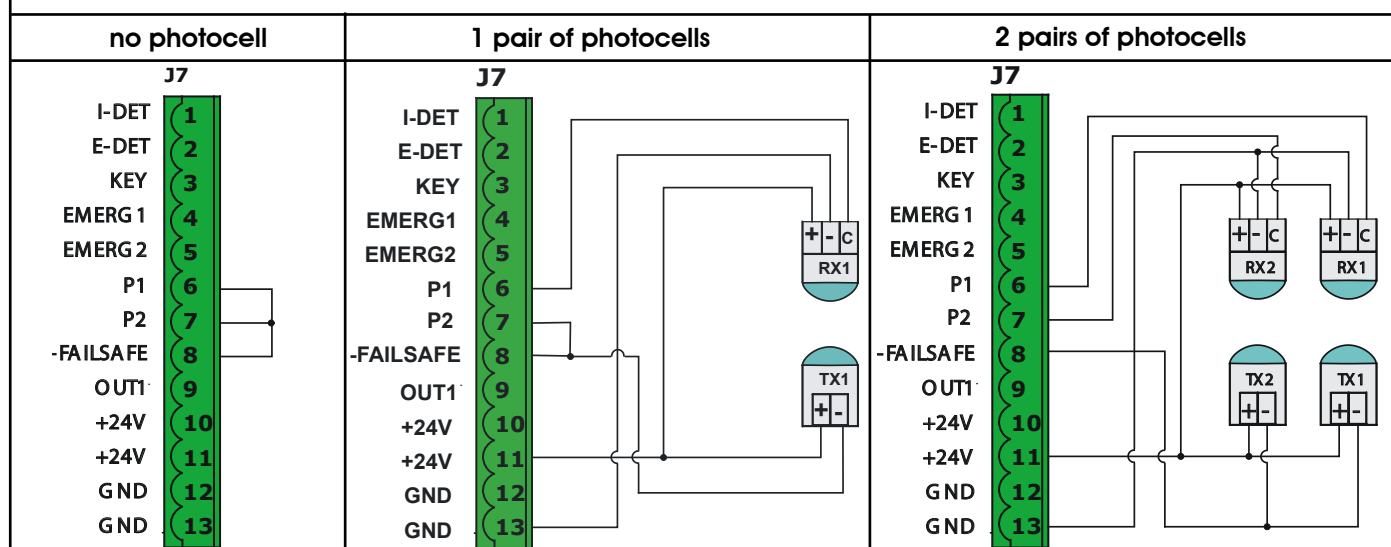 no photocell
1 pair of photocells
2 pairs of photocells
J7
I-DET 1
E-DET 2
KEY 3
EMERG 1 4
EMERG 2 5
P1 6
P2 7
-FAILSAFE 8
OUT1 9
+24V 10
+24V 11
GND 12
GND 13
J7
I-DET 1
E-DET 2
KEY 3
EMERG1 4
EMERG2 5
P1 6
P2 7
-FAILSAFE 8
OUT1 9
+24V 10
+24V 11
GND 12
GND 13
+ - C
RX1
TX1
+ -
J7
I-DET 1
E-DET 2
KEY 3
EMERG 1 4
EMERG 2 5
P1 6
P2 7
-FAILSAFE 8
OUT1 9
+24V 10
+24V 11
GND 12
GND 13
+ - C
RX2
+ - C
RX1
TX2
+ -
TX1
+ -